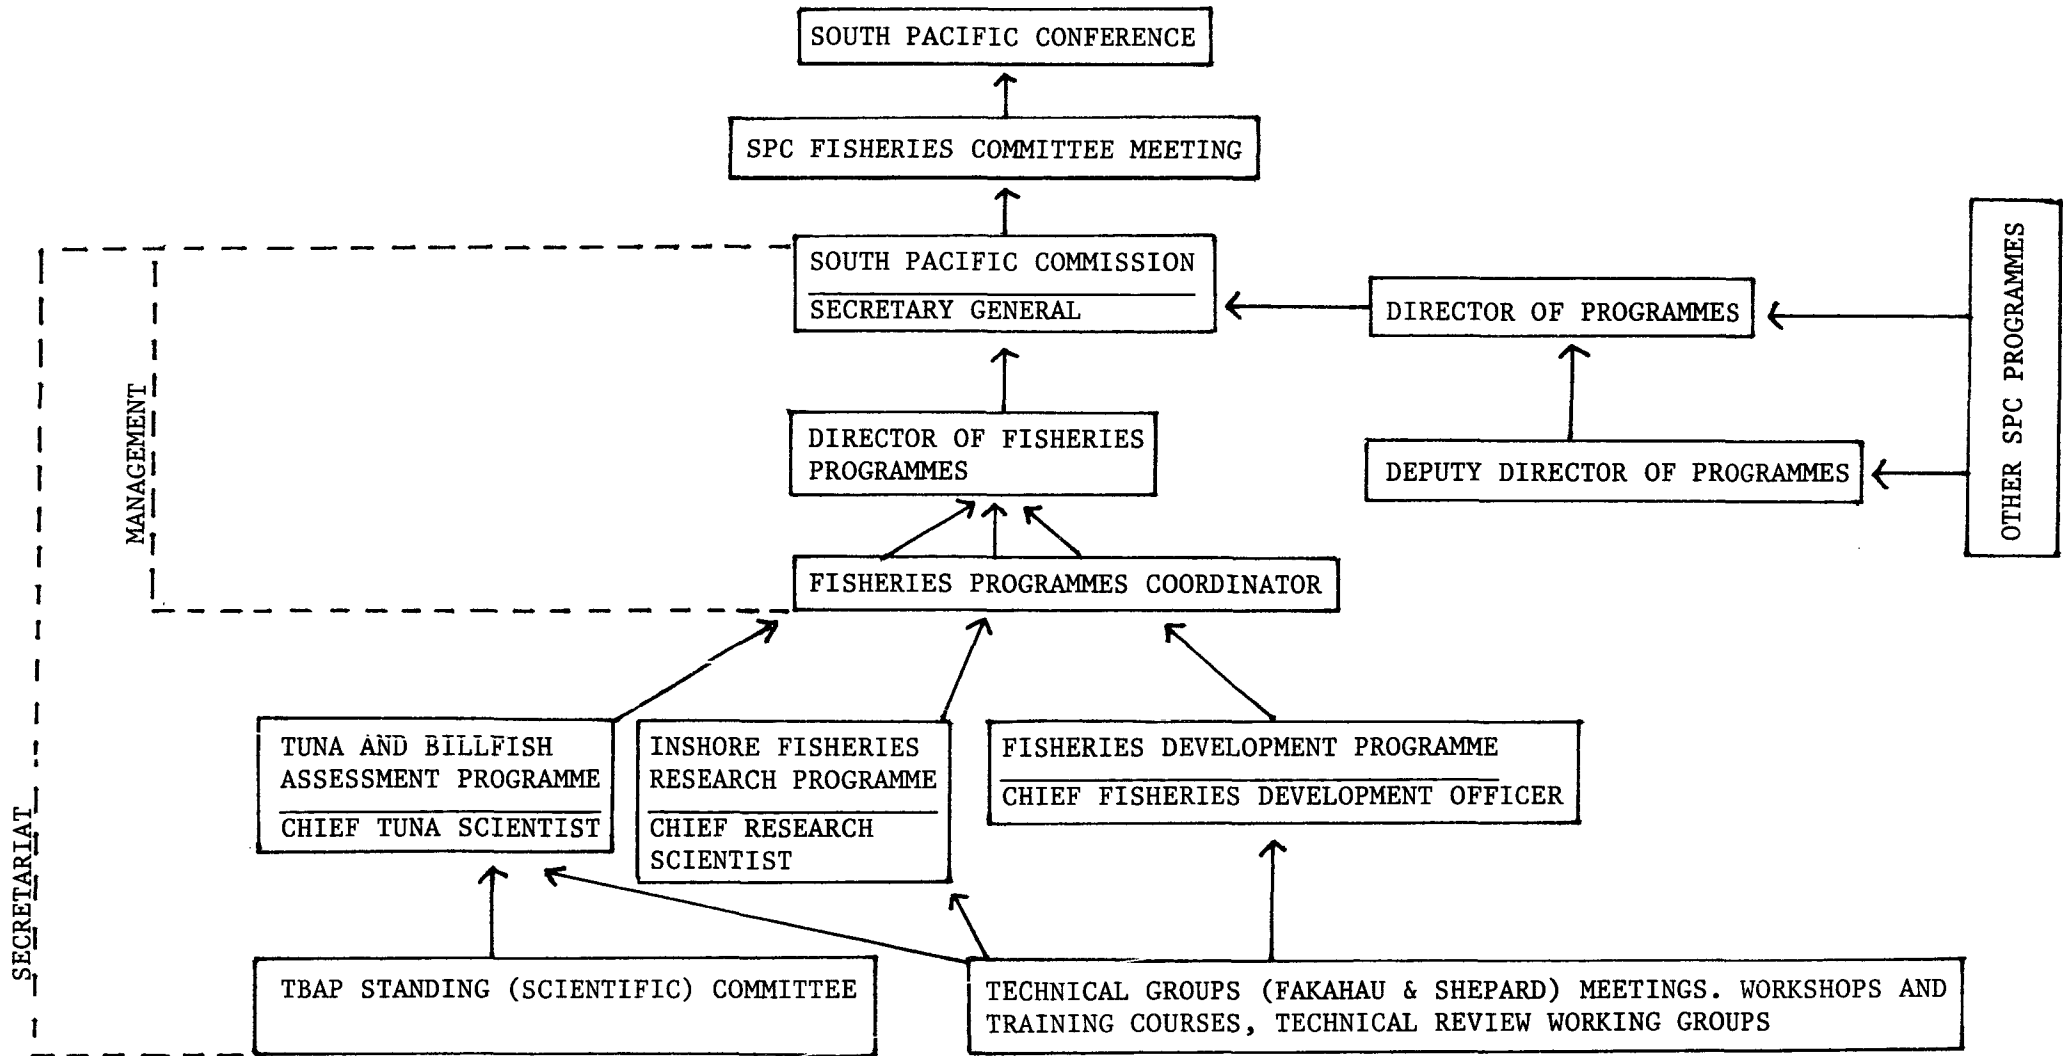 SOUTH PACIFIC CONFERENCE
SPC FISHERIES COMMITTEE MEETING
SOUTH PACIFIC COMMISSION
SECRETARY GENERAL
DIRECTOR OF PROGRAMMES
OTHER SPC PROGRAMMES
MANAGEMENT
DIRECTOR OF FISHERIES
PROGRAMMES
DEPUTY DIRECTOR OF PROGRAMMES
FISHERIES PROGRAMMES COORDINATOR
TUNA AND BILLFISH
ASSESSMENT PROGRAMME
CHIEF TUNA SCIENTIST
INSHORE FISHERIES
RESEARCH PROGRAMME
CHIEF RESEARCH
SCIENTIST
FISHERIES DEVELOPMENT PROGRAMME
CHIEF FISHERIES DEVELOPMENT OFFICER
SECRETARIAT
TBAP STANDING (SCIENTIFIC) COMMITTEE
TECHNICAL GROUPS (FAKAHAU & SHEPARD) MEETINGS. WORKSHOPS AND
TRAINING COURSES, TECHNICAL REVIEW WORKING GROUPS